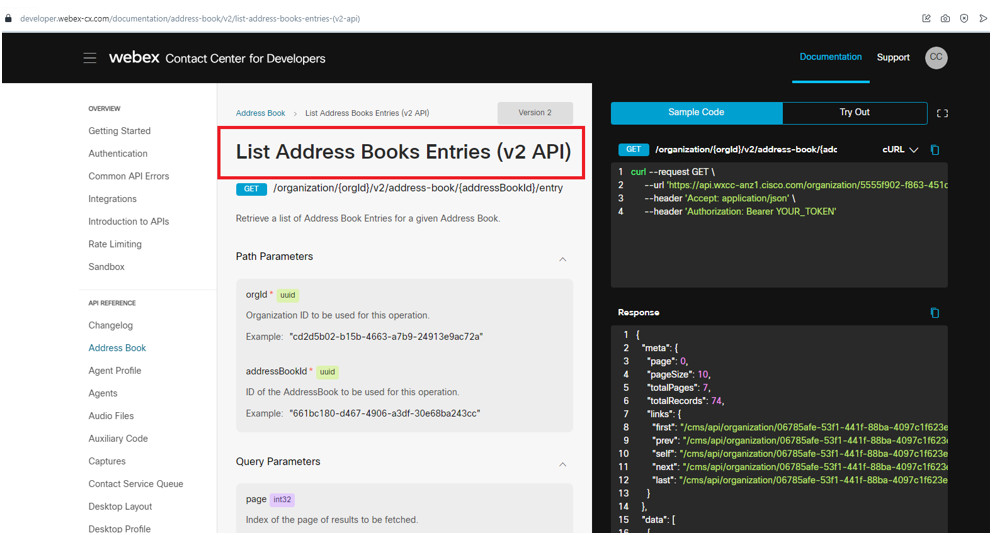 developer.webex-cx.com/documentation/address-book/v2/list-address-books-entries-(v2-api)
webex Contact Center for Developers
Documentation
Support
CC
OVERVIEW
Getting Started
Authentication
Common API Errors
Integrations
Introduction to APIs
Rate Limiting
Sandbox
API REFERENCE
Changelog
Address Book
Agent Profile
Agents
Audio Files
Auxiliary Code
Captures
Contact Service Queue
Desktop Layout
Desktop Profile
Address Book > List Address Books Entries (v2 API)
Version 2
List Address Books Entries (v2 API)
GET /organization/{orgId}/v2/address-book/{addressBookId}/entry
Retrieve a list of Address Book Entries for a given Address Book.
Path Parameters
orgId * uuid
Organization ID to be used for this operation.
Example: "cd2d5b02-b15b-4663-a7b9-24913e9ac72a"
addressBookId * uuid
ID of the AddressBook to be used for this operation.
Example: "661bc180-d467-4906-a3df-30e68ba243cc"
Query Parameters
page int32
Index of the page of results to be fetched.
Sample Code
Try Out
GET /organization/{orgId}/v2/address-book/{adc
cURL
1 curl --request GET \
2 --url 'https://api.wxcc-anz1.cisco.com/organization/5555f902-f863-451c
3 --header 'Accept: application/json' \
4 --header 'Authorization: Bearer YOUR_TOKEN'
Response
1 {
2 "meta": {
3 "page": 0,
4 "pageSize": 10,
5 "totalPages": 7,
6 "totalRecords": 74,
7 "links": {
8 "first": "/cms/api/organization/06785afe-53f1-441f-88ba-4097c1f623e
9 "prev": "/cms/api/organization/06785afe-53f1-441f-88ba-4097c1f623e
10 "self": "/cms/api/organization/06785afe-53f1-441f-88ba-4097c1f623e
11 "next": "/cms/api/organization/06785afe-53f1-441f-88ba-4097c1f623e
12 "last": "/cms/api/organization/06785afe-53f1-441f-88ba-4097c1f623e
13 }
14 },
15 "data": [
16 {